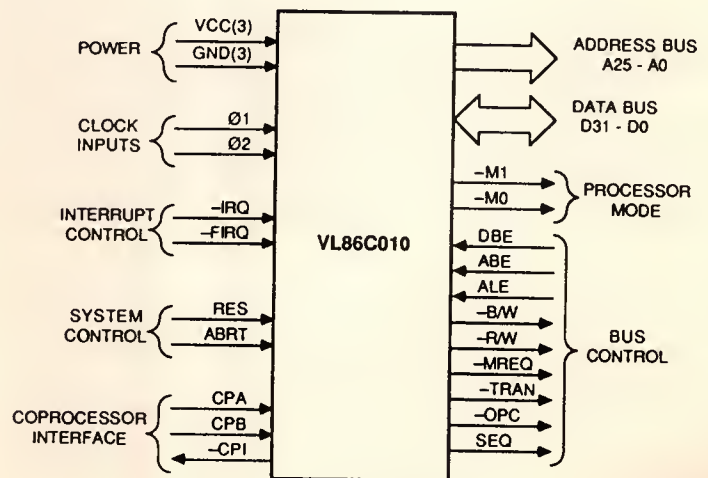 POWER
VCC(3)
GND(3)
CLOCK
INPUTS
Ø1
Ø2
INTERRUPT
CONTROL
–IRQ
–FIRQ
SYSTEM
CONTROL
RES
ABRT
COPROCESSOR
INTERFACE
CPA
CPB
–CPI
VL86C010
ADDRESS BUS
A25 - A0
DATA BUS
D31 - D0
–M1
–M0
PROCESSOR
MODE
DBE
ABE
ALE
–B/W
–R/W
–MREQ
–TRAN
–OPC
SEQ
BUS
CONTROL